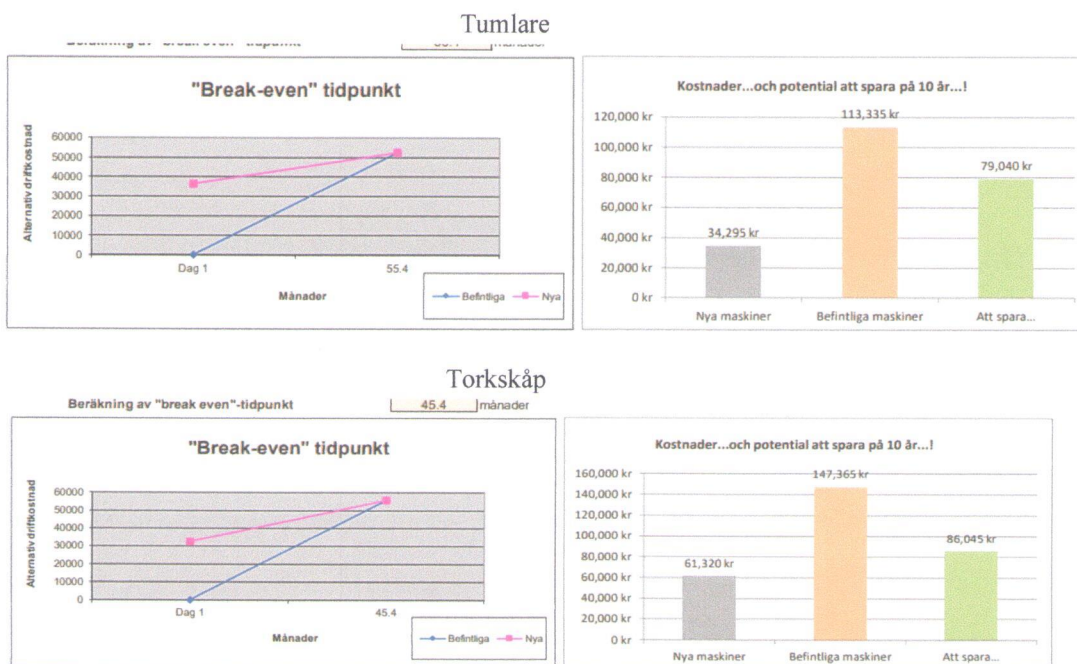 Tumlare
Beräkning av "break even"-tidpunkt månader
"Break-even" tidpunkt
Alternativ driftkostnad
60000
50000
40000
30000
20000
10000
0
Dag 1
55.4
Månader
Befintliga
Nya
Kostnader...och potential att spara på 10 år...!
120,000 kr
100,000 kr
80,000 kr
60,000 kr
40,000 kr
20,000 kr
0 kr
113,335 kr
79,040 kr
34,295 kr
Nya maskiner
Befintliga maskiner
Att spara...
Torkskåp
Beräkning av "break even"-tidpunkt 45.4 månader
"Break-even" tidpunkt
Alternativ driftkostnad
60000
50000
40000
30000
20000
10000
0
Dag 1
45.4
Månader
Befintliga
Nya
Kostnader...och potential att spara på 10 år...!
160,000 kr
140,000 kr
120,000 kr
100,000 kr
80,000 kr
60,000 kr
40,000 kr
20,000 kr
0 kr
147,365 kr
86,045 kr
61,320 kr
Nya maskiner
Befintliga maskiner
Att spara...